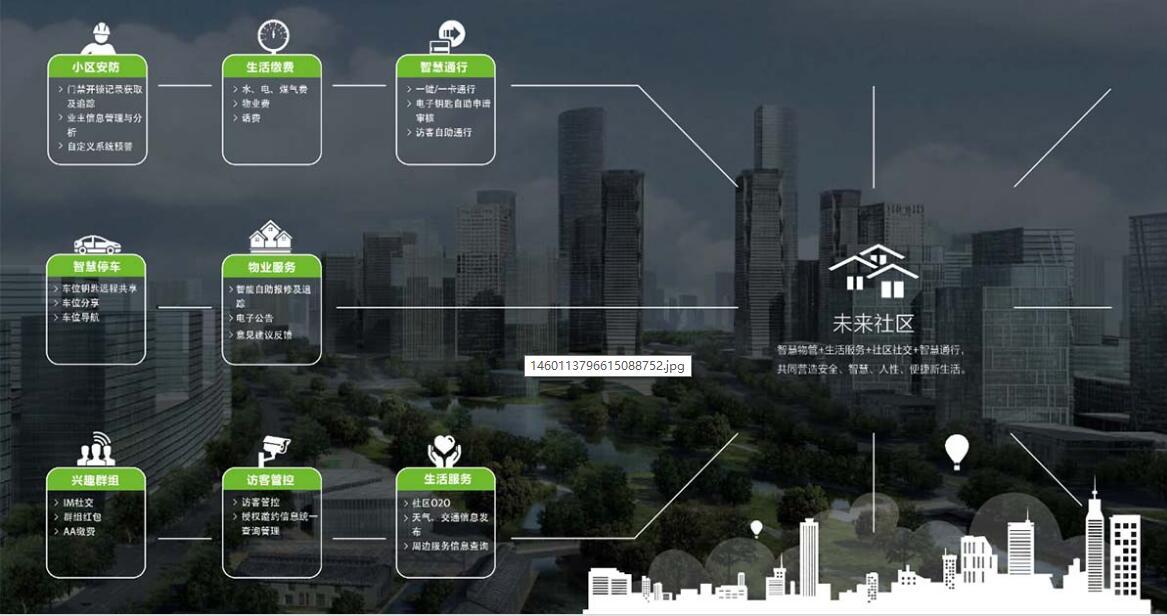 小区安防
> 门禁开锁记录获取
及追踪
> 业主信息管理与分
析
> 自定义系统预警
生活缴费
> 水、电、煤气费
> 物业费
> 话费
智慧通行
> 一键/一卡通行
> 电子钥匙自助申请
审核
> 访客自助通行
智慧停车
> 车位钥匙远程共享
> 车位分享
> 车位导航
物业服务
> 智能自助报修及追
踪
> 电子公告
> 意见建议反馈
未来社区
智慧物管+生活服务+社区社交+智慧通行,
共同营造安全、智慧、人性、便捷新生活。
1460113796615088752.jpg
兴趣群组
> IM社交
> 群组红包
> AA缴费
访客管控
> 访客管控
> 授权邀约信息统一
查询管理
生活服务
> 社区O2O
> 天气、交通信息发
布
> 周边服务信息查询